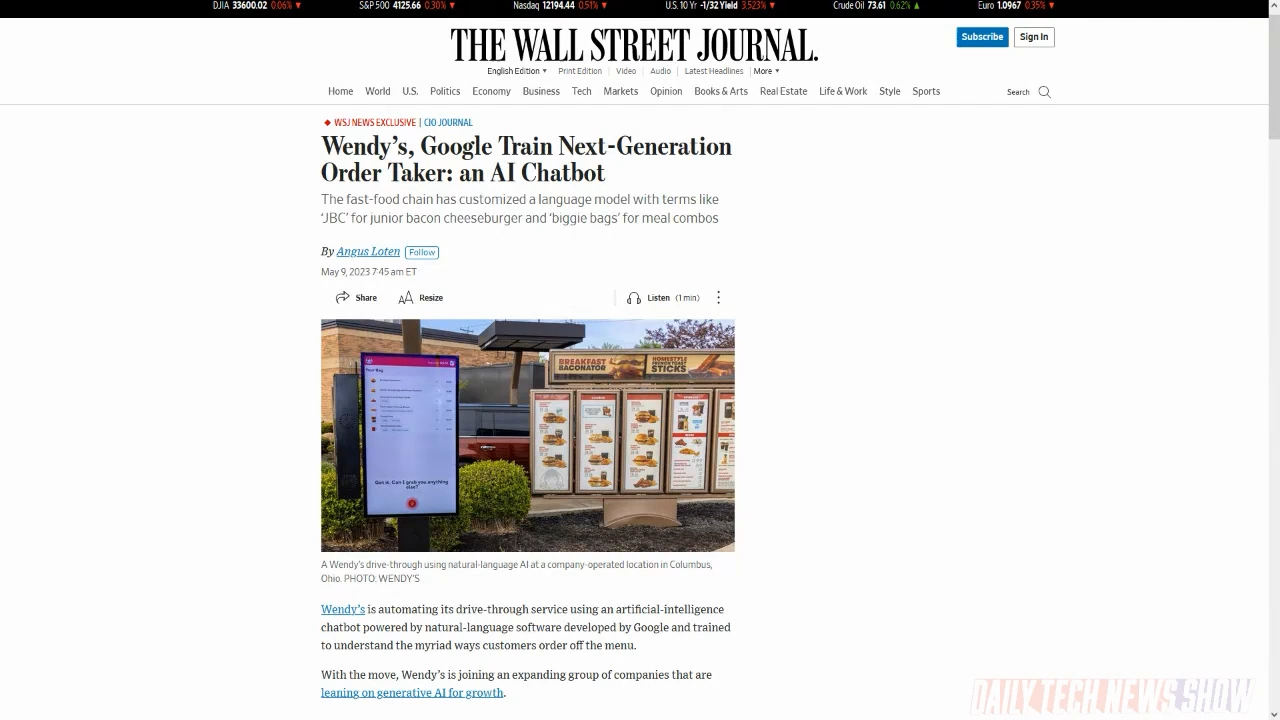 DJIA 33600.02 0.06% ▼ S&P 500 4125.66 0.30% ▼ Nasdaq 12194.44 0.51% ▼ U.S. 10 Yr -1/32 Yield 3.523% ▼ Crude Oil 73.61 0.62% ▲ Euro 1.0967 0.35% ▼
THE WALL STREET JOURNAL.
Subscribe Sign In
English Edition ▾ Print Edition Video Audio Latest Headlines More ▾
Home World U.S. Politics Economy Business Tech Markets Opinion Books & Arts Real Estate Life & Work Style Sports Search
◆ WSJ NEWS EXCLUSIVE | CIO JOURNAL
Wendy's, Google Train Next-Generation
Order Taker: an AI Chatbot
The fast-food chain has customized a language model with terms like
'JBC' for junior bacon cheeseburger and 'biggie bags' for meal combos
By Angus Loten Follow
May 9, 2023 7:45 am ET
Share AA Resize Listen (1 min)
BREAKFAST
BACONATOR
HOMESTYLE
FRENCH TOAST
STICKS
Your Bag
Got it. Can I grab you anything
else?
A Wendy's drive-through using natural-language AI at a company-operated location in Columbus,
Ohio. PHOTO: WENDY'S
Wendy's is automating its drive-through service using an artificial-intelligence
chatbot powered by natural-language software developed by Google and trained
to understand the myriad ways customers order off the menu.
With the move, Wendy's is joining an expanding group of companies that are
leaning on generative AI for growth.
DAILY TECH NEWS SHOW